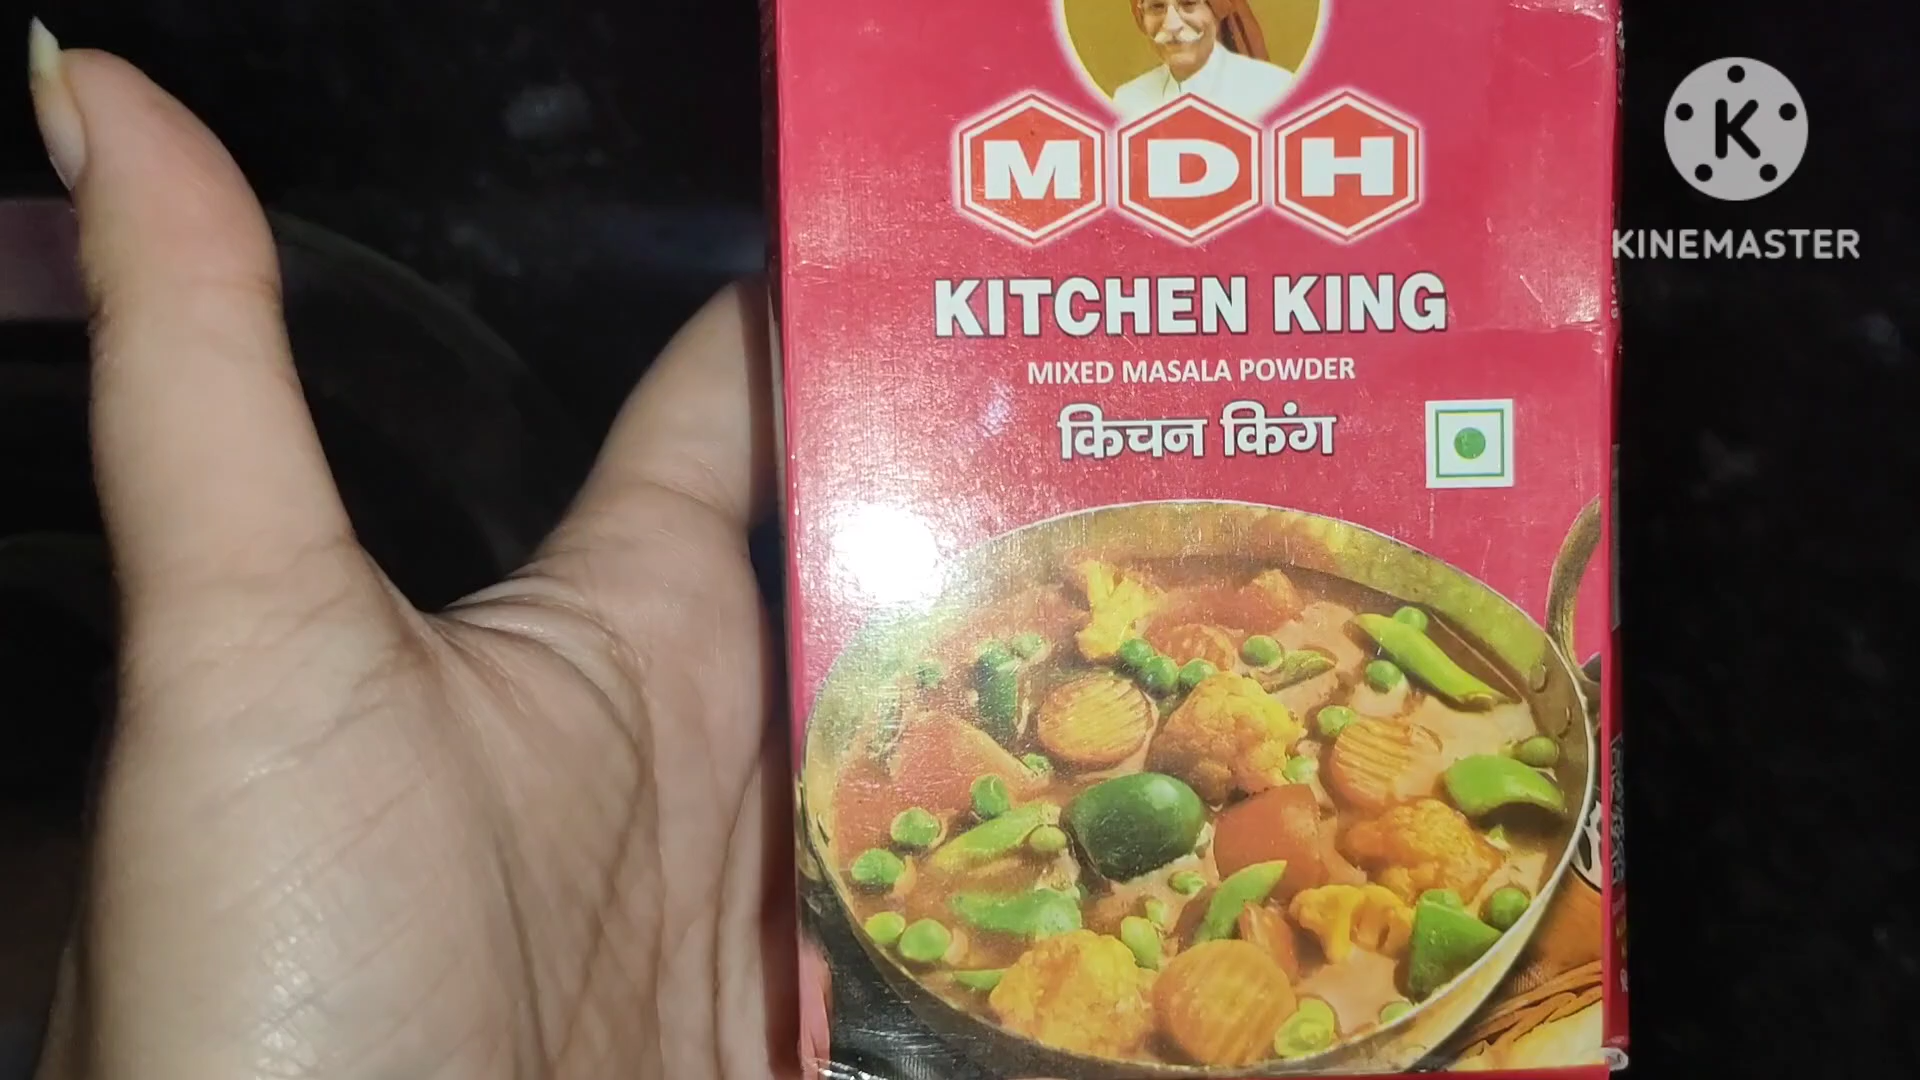 MDH
KINEMASTER
KITCHEN KING
MIXED MASALA POWDER
किचन किंग